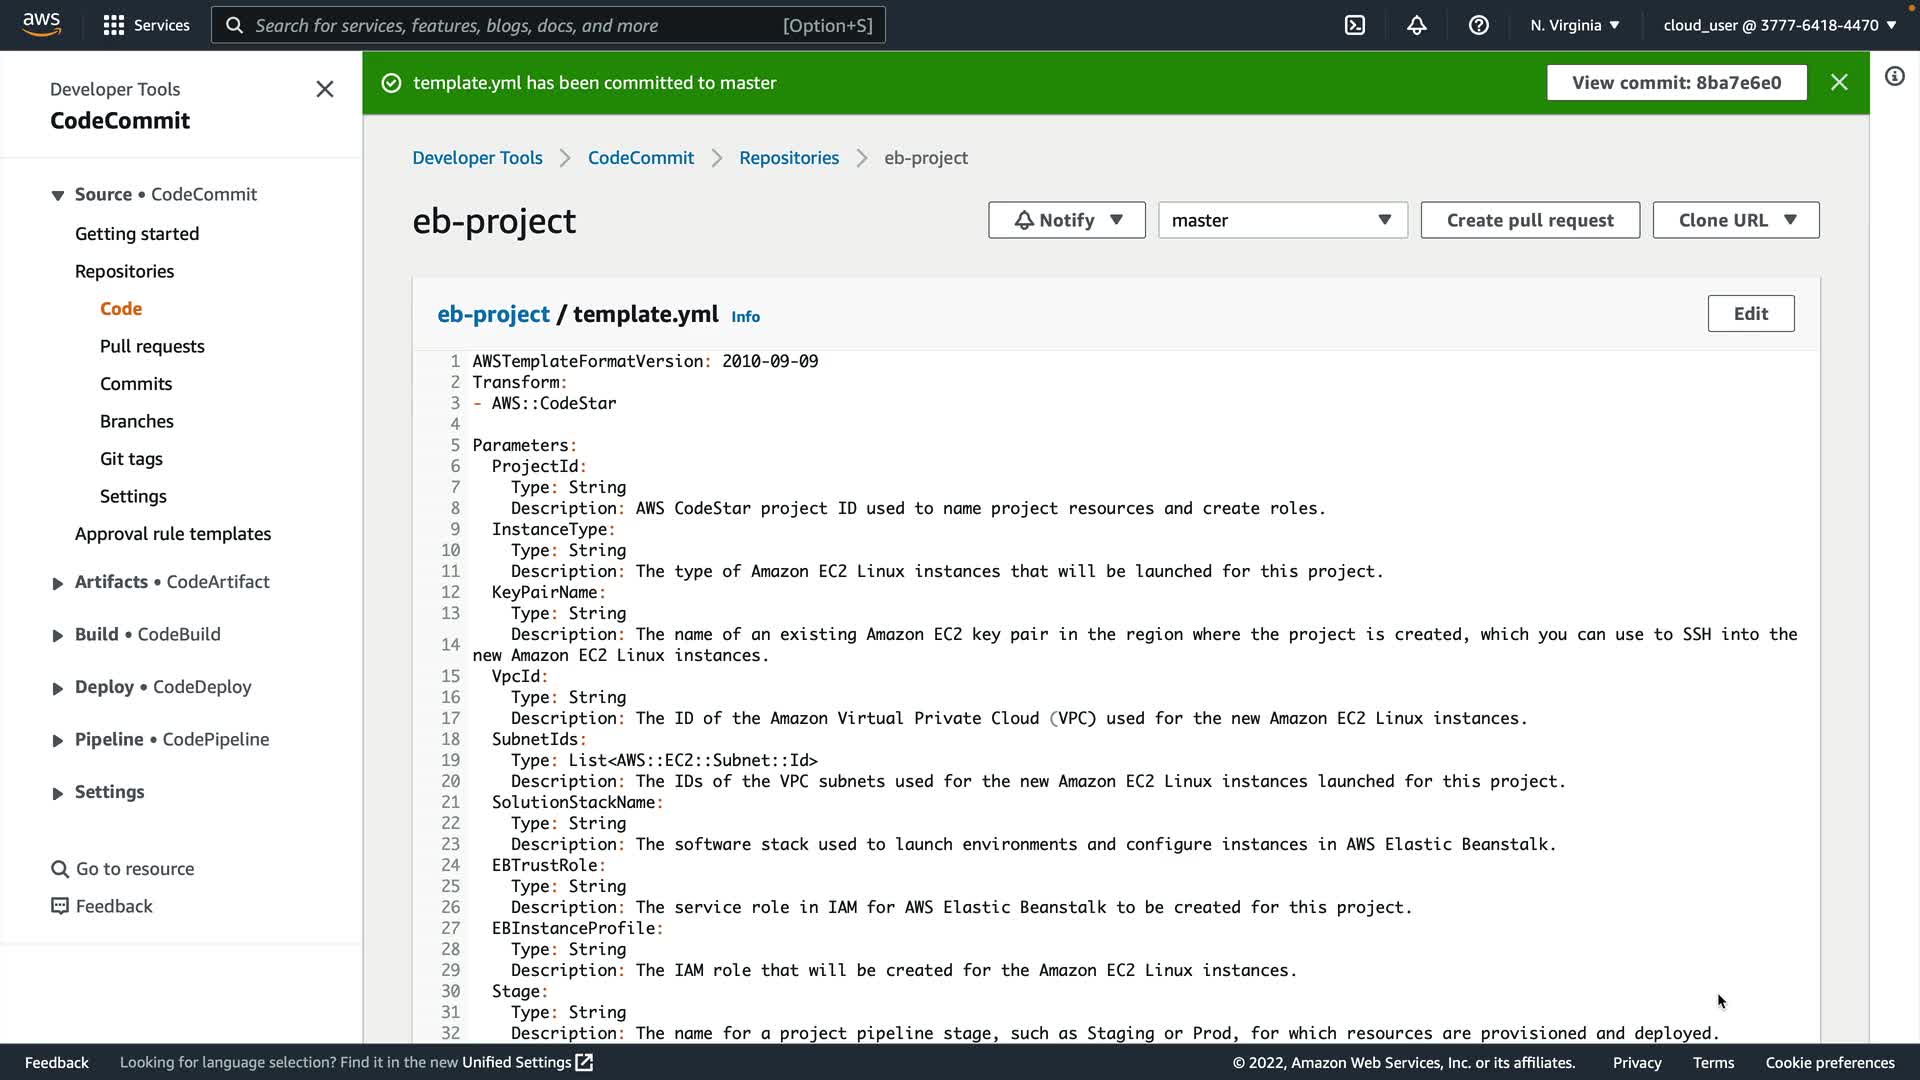 aws
Services
Search for services, features, blogs, docs, and more
[Option+S]
N. Virginia
cloud_user @ 3777-6418-4470
Developer Tools
CodeCommit
Source • CodeCommit
Getting started
Repositories
Code
Pull requests
Commits
Branches
Git tags
Settings
Approval rule templates
Artifacts • CodeArtifact
Build • CodeBuild
Deploy • CodeDeploy
Pipeline • CodePipeline
Settings
Go to resource
Feedback
template.yml has been committed to master
View commit: 8ba7e6e0
Developer Tools > CodeCommit > Repositories > eb-project
eb-project
Notify
master
Create pull request
Clone URL
eb-project / template.yml Info
Edit
1 AWSTemplateFormatVersion: 2010-09-09
2 Transform:
3 - AWS::CodeStar
4
5 Parameters:
6   ProjectId:
7     Type: String
8     Description: AWS CodeStar project ID used to name project resources and create roles.
9   InstanceType:
10     Type: String
11     Description: The type of Amazon EC2 Linux instances that will be launched for this project.
12   KeyPairName:
13     Type: String
14     Description: The name of an existing Amazon EC2 key pair in the region where the project is created, which you can use to SSH into the
new Amazon EC2 Linux instances.
15   VpcId:
16     Type: String
17     Description: The ID of the Amazon Virtual Private Cloud (VPC) used for the new Amazon EC2 Linux instances.
18   SubnetIds:
19     Type: List<AWS::EC2::Subnet::Id>
20     Description: The IDs of the VPC subnets used for the new Amazon EC2 Linux instances launched for this project.
21   SolutionStackName:
22     Type: String
23     Description: The software stack used to launch environments and configure instances in AWS Elastic Beanstalk.
24   EBTrustRole:
25     Type: String
26     Description: The service role in IAM for AWS Elastic Beanstalk to be created for this project.
27   EBInstanceProfile:
28     Type: String
29     Description: The IAM role that will be created for the Amazon EC2 Linux instances.
30   Stage:
31     Type: String
32     Description: The name for a project pipeline stage, such as Staging or Prod, for which resources are provisioned and deployed.
Feedback
Looking for language selection? Find it in the new Unified Settings
© 2022, Amazon Web Services, Inc. or its affiliates.
Privacy
Terms
Cookie preferences